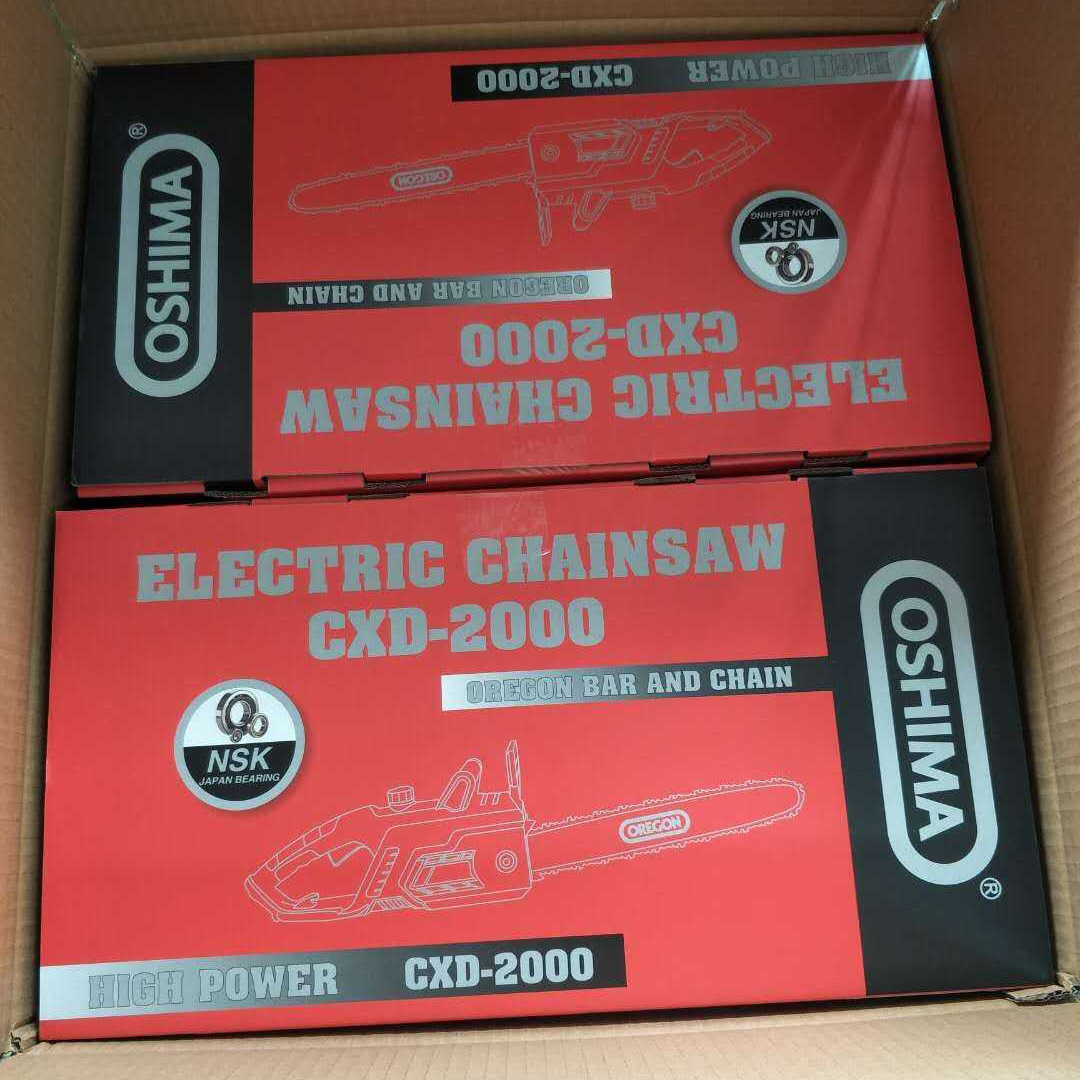 HIGH POWER CXD-2000
OREGON
NSK
JAPAN BEARING
OREGON BAR AND CHAIN
ELECTRIC CHAINSAW
CXD-2000
OSHIMA
®
ELECTRIC CHAINSAW
CXD-2000
OREGON BAR AND CHAIN
NSK
JAPAN BEARING
OREGON
HIGH POWER CXD-2000
OSHIMA
®